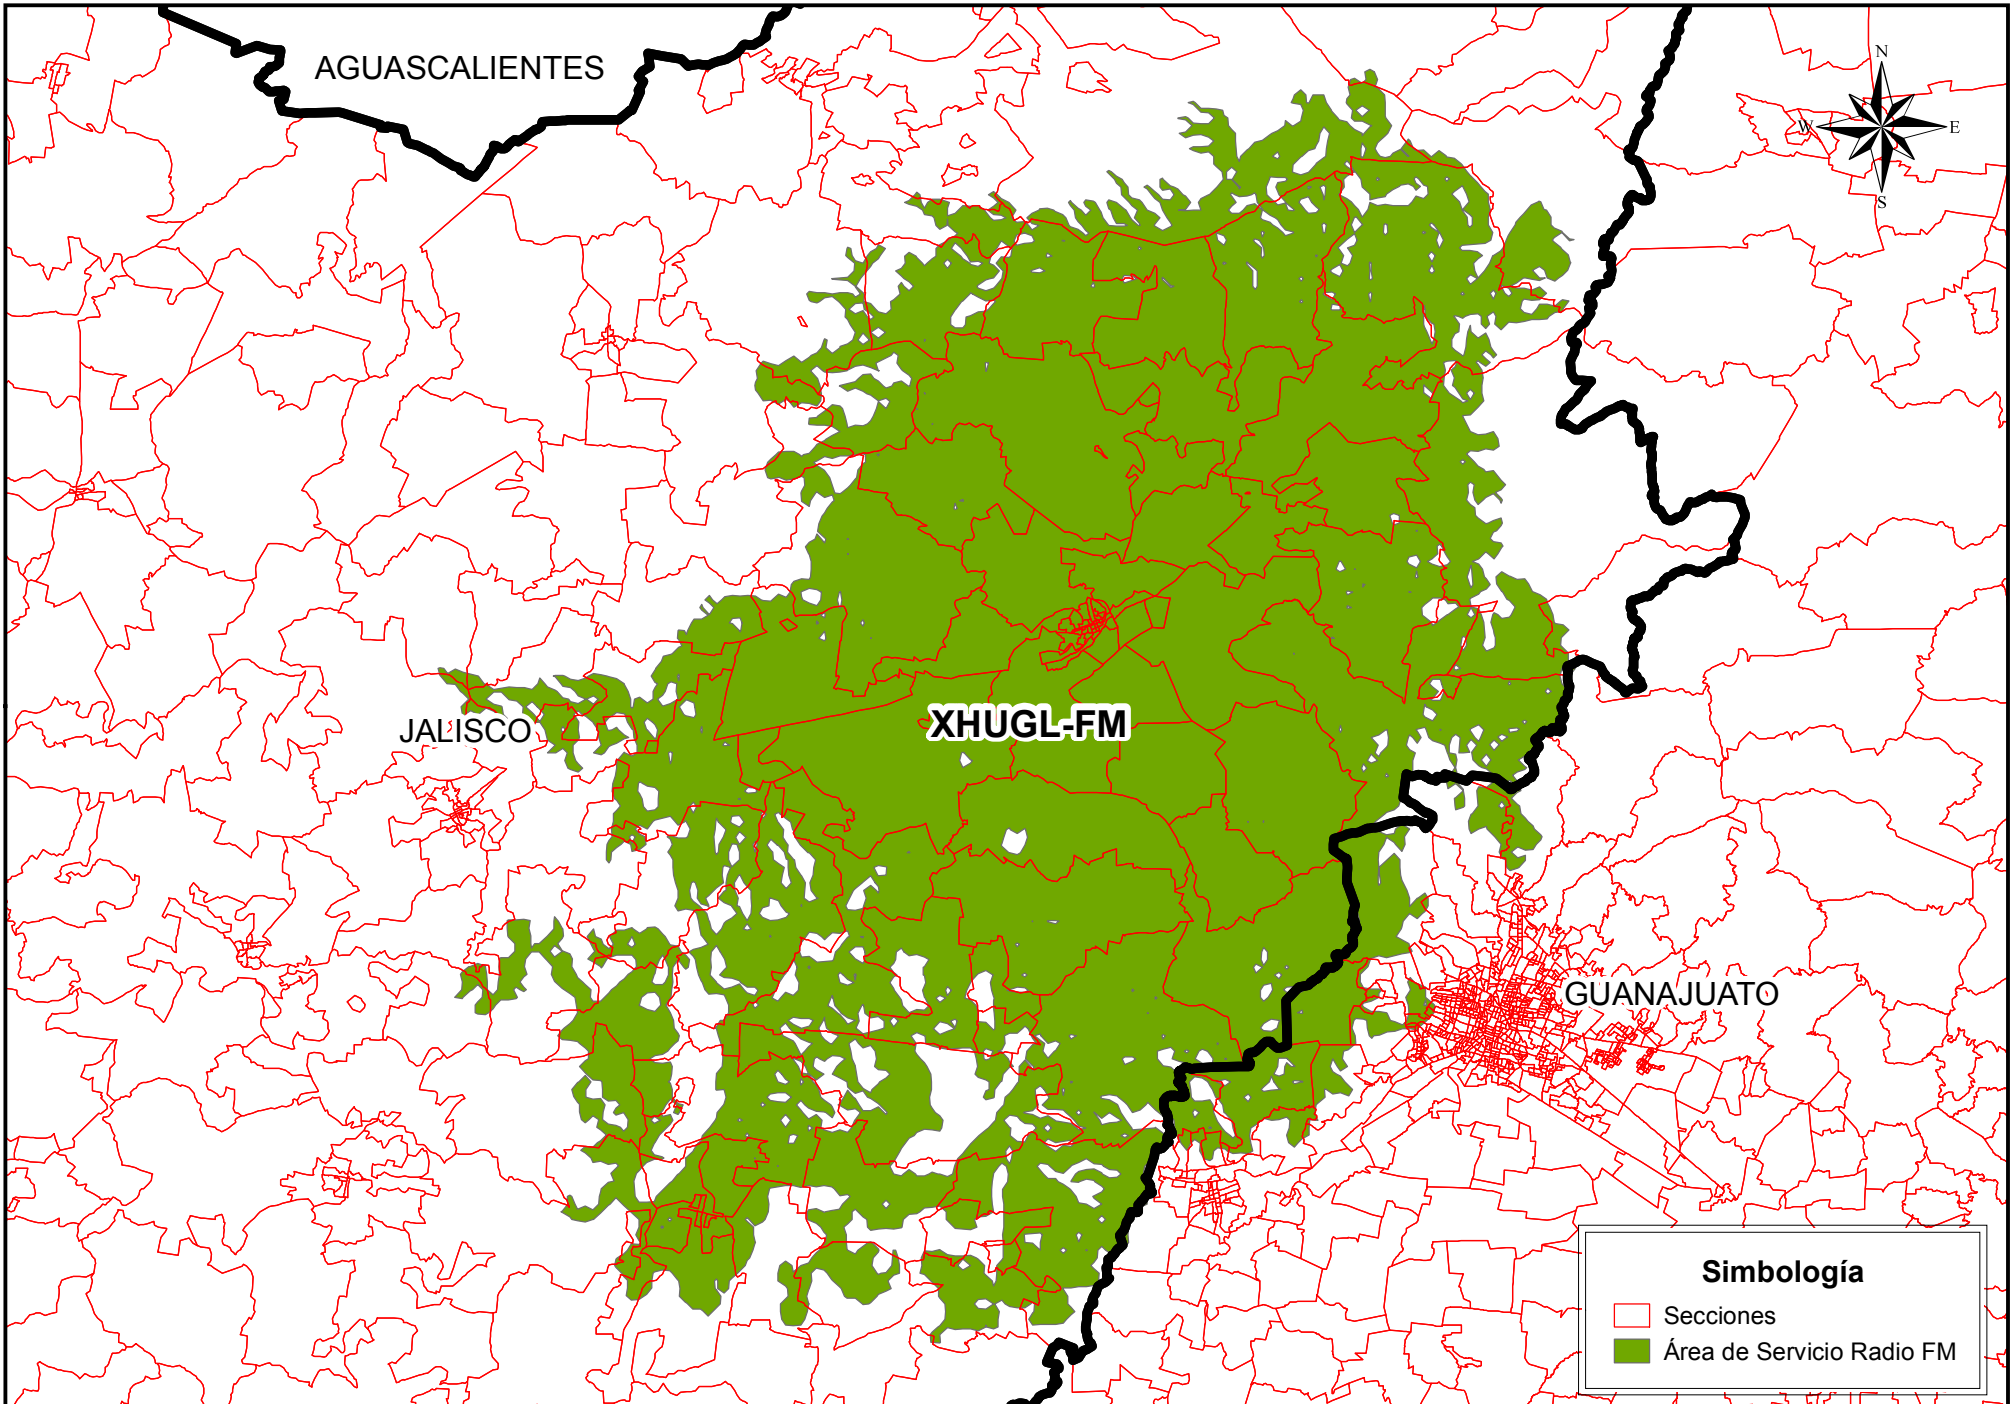 AGUASCALIENTES
N
W
E
S
JALISCO
XHUGL-FM
GUANAJUATO
Simbología
Secciones
Área de Servicio Radio FM